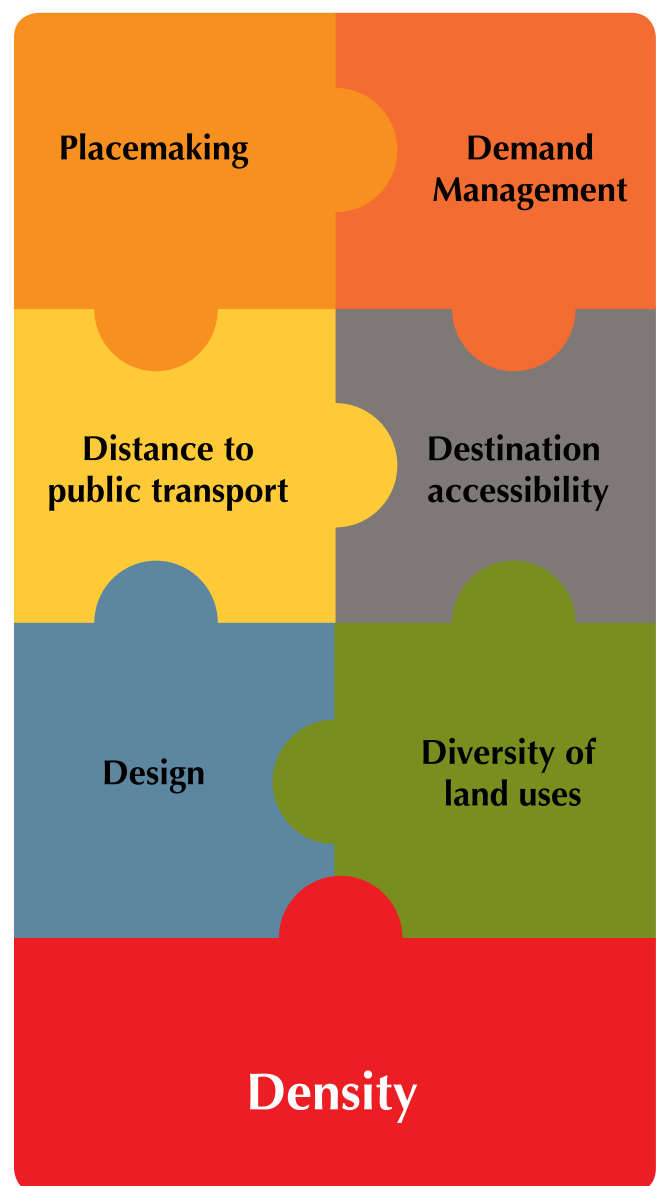 Placemaking
Demand
Management
Distance to
public transport
Destination
accessibility
Design
Diversity of
land uses
Density